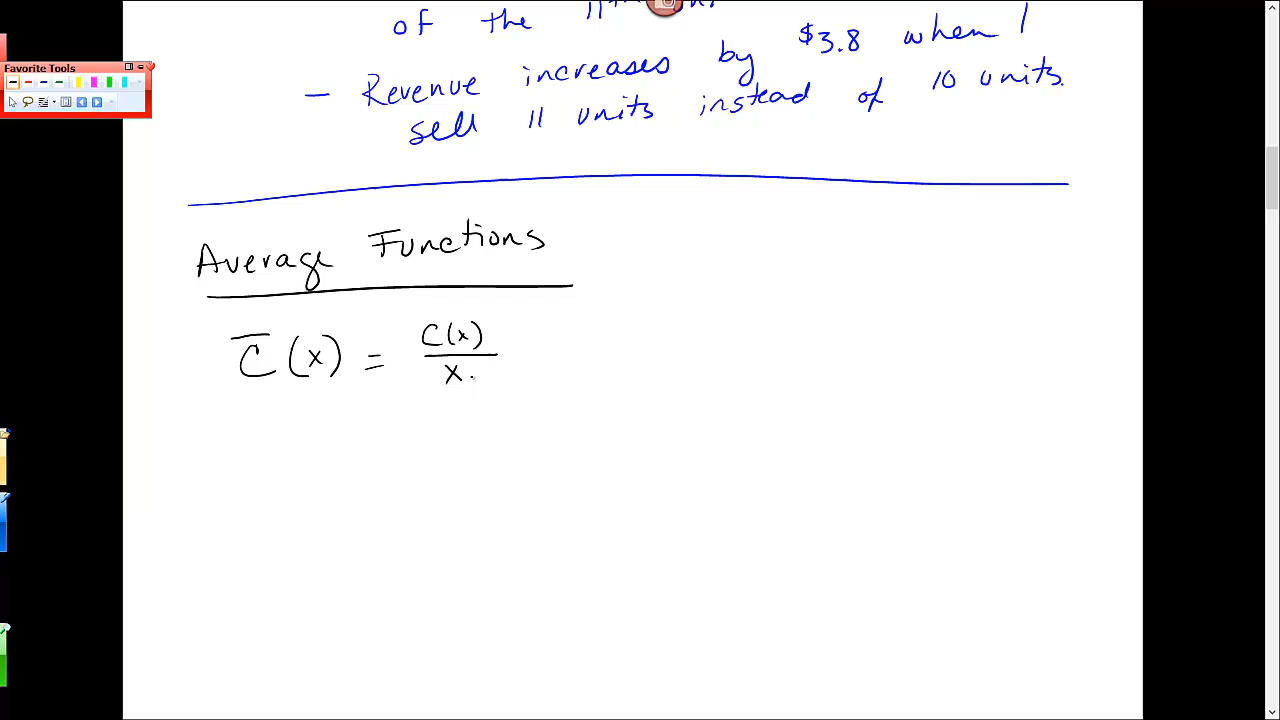 of the
$3.8 when I
Favorite Tools
- Revenue increases by
sell 11 units instead of 10 units.
Average Functions
C̅(x) = C(x)
x.